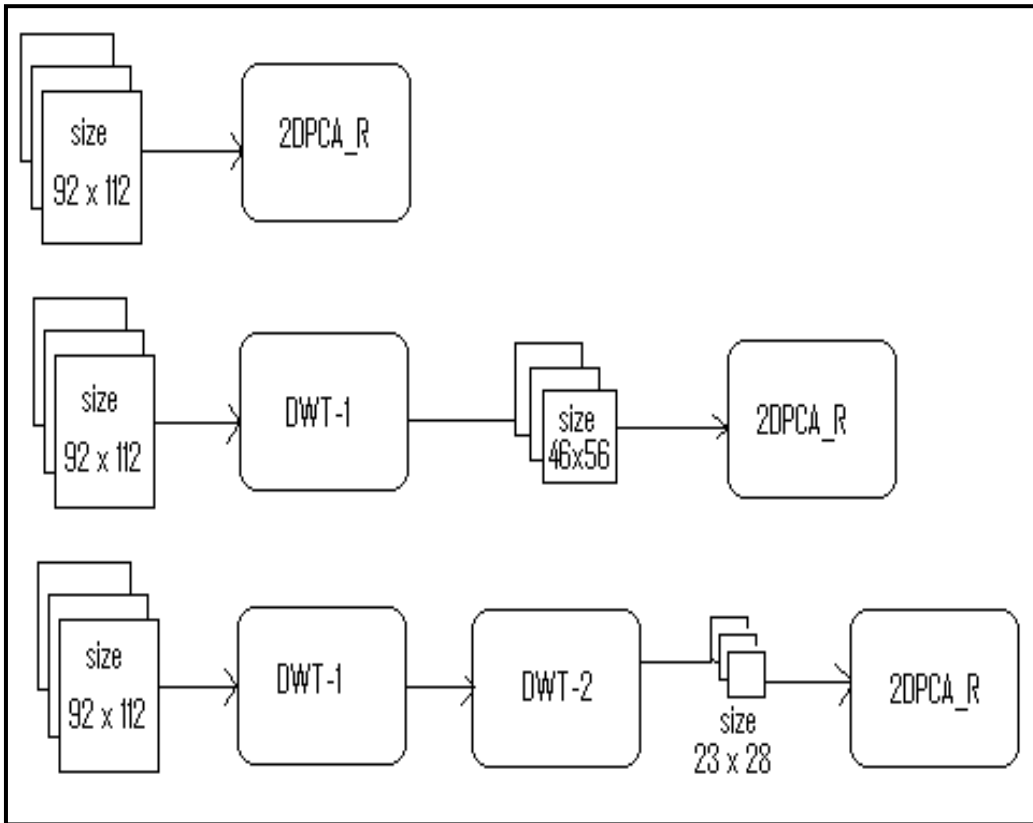 size
92 x 112
2DPCA_R
size
92 x 112
DWT-1
size
46x56
2DPCA_R
size
92 x 112
DWT-1
DWT-2
size
23 x 28
2DPCA_R